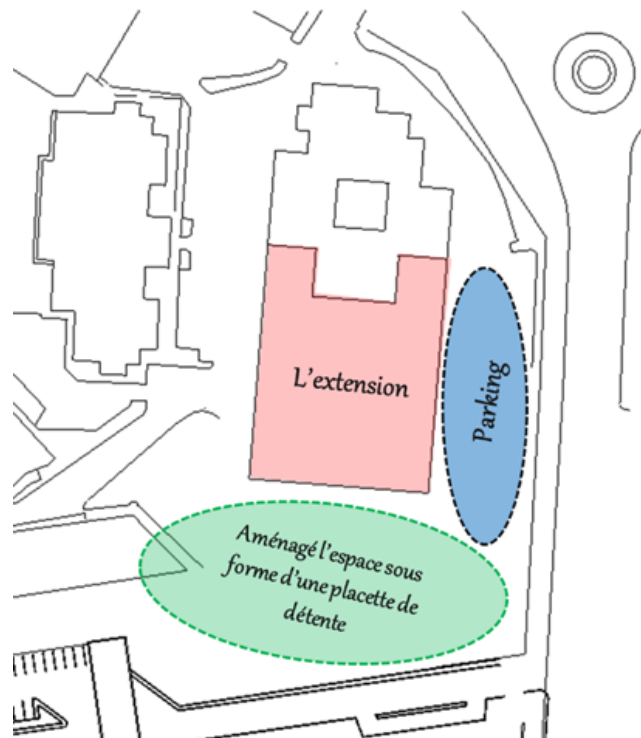 L'extension
Parking
Aménagé l'espace sous
forme d'une placette de
détente